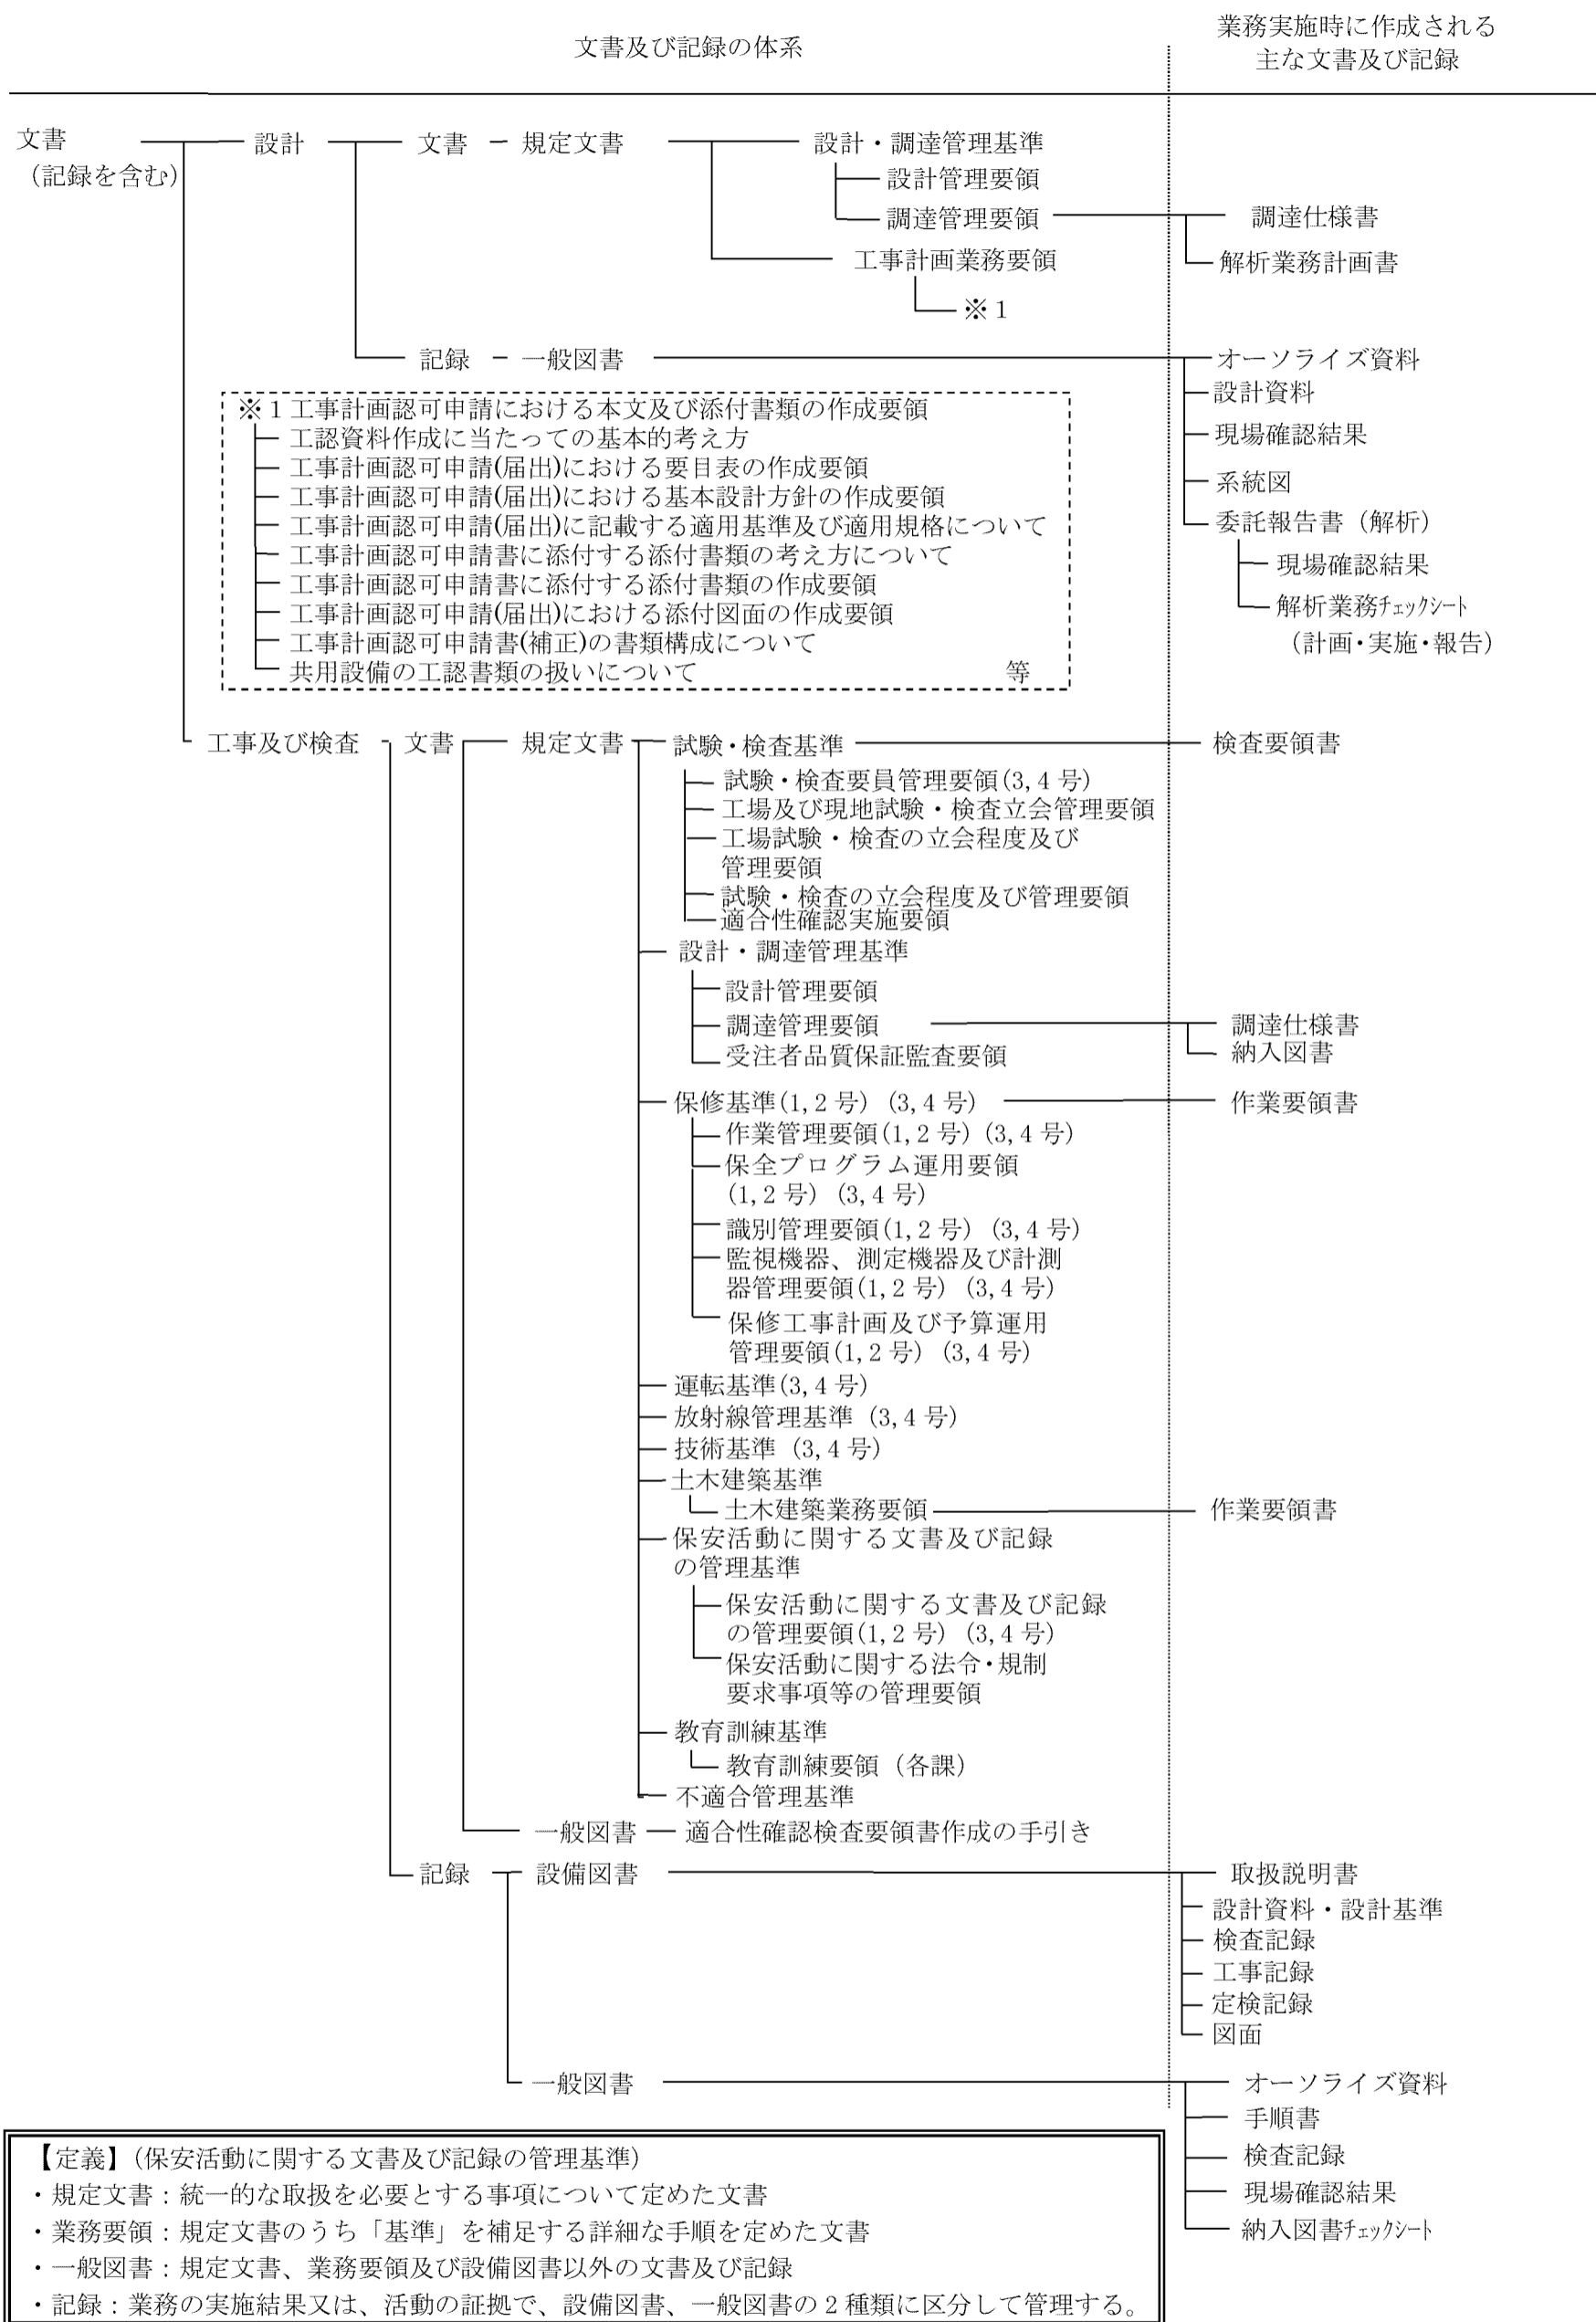 文書及び記録の体系
業務実施時に作成される
主な文書及び記録
文書
（記録を含む）
設計
文書
規定文書
設計・調達管理基準
設計管理要領
調達管理要領
調達仕様書
工事計画業務要領
解析業務計画書
※1
記録
一般図書
オーソライズ資料
設計資料
現場確認結果
系統図
委託報告書（解析）
現場確認結果
解析業務ﾁｪｯｸｼｰﾄ
（計画・実施・報告）
※1 工事計画認可申請における本文及び添付書類の作成要領
工認資料作成に当たっての基本的考え方
工事計画認可申請(届出)における要目表の作成要領
工事計画認可申請(届出)における基本設計方針の作成要領
工事計画認可申請(届出)に記載する適用基準及び適用規格について
工事計画認可申請書に添付する添付書類の考え方について
工事計画認可申請書に添付する添付書類の作成要領
工事計画認可申請(届出)における添付図面の作成要領
工事計画認可申請書(補正)の書類構成について
共用設備の工認書類の扱いについて 等
工事及び検査
文書
規定文書
試験・検査基準
検査要領書
試験・検査要員管理要領(3,4号)
工場及び現地試験・検査立会管理要領
工場試験・検査の立会程度及び
管理要領
試験・検査の立会程度及び管理要領
適合性確認実施要領
設計・調達管理基準
設計管理要領
調達管理要領
調達仕様書
納入図書
受注者品質保証監査要領
保修基準(1,2号)（3,4号）
作業要領書
作業管理要領(1,2号)（3,4号）
保全プログラム運用要領
（1,2号）（3,4号）
識別管理要領(1,2号)（3,4号）
監視機器、測定機器及び計測
器管理要領(1,2号)（3,4号）
保修工事計画及び予算運用
管理要領(1,2号)（3,4号）
運転基準(3,4号)
放射線管理基準（3,4号）
技術基準（3,4号）
土木建築基準
土木建築業務要領
作業要領書
保安活動に関する文書及び記録
の管理基準
保安活動に関する文書及び記録
の管理要領(1,2号)（3,4号）
保安活動に関する法令・規制
要求事項等の管理要領
教育訓練基準
教育訓練要領（各課）
不適合管理基準
一般図書
適合性確認検査要領書作成の手引き
記録
設備図書
取扱説明書
設計資料・設計基準
検査記録
工事記録
定検記録
図面
一般図書
オーソライズ資料
手順書
検査記録
現場確認結果
納入図書ﾁｪｯｸｼｰﾄ
【定義】（保安活動に関する文書及び記録の管理基準）
・規定文書：統一的な取扱を必要とする事項について定めた文書
・業務要領：規定文書のうち「基準」を補足する詳細な手順を定めた文書
・一般図書：規定文書、業務要領及び設備図書以外の文書及び記録
・記録：業務の実施結果又は、活動の証拠で、設備図書、一般図書の2種類に区分して管理する。